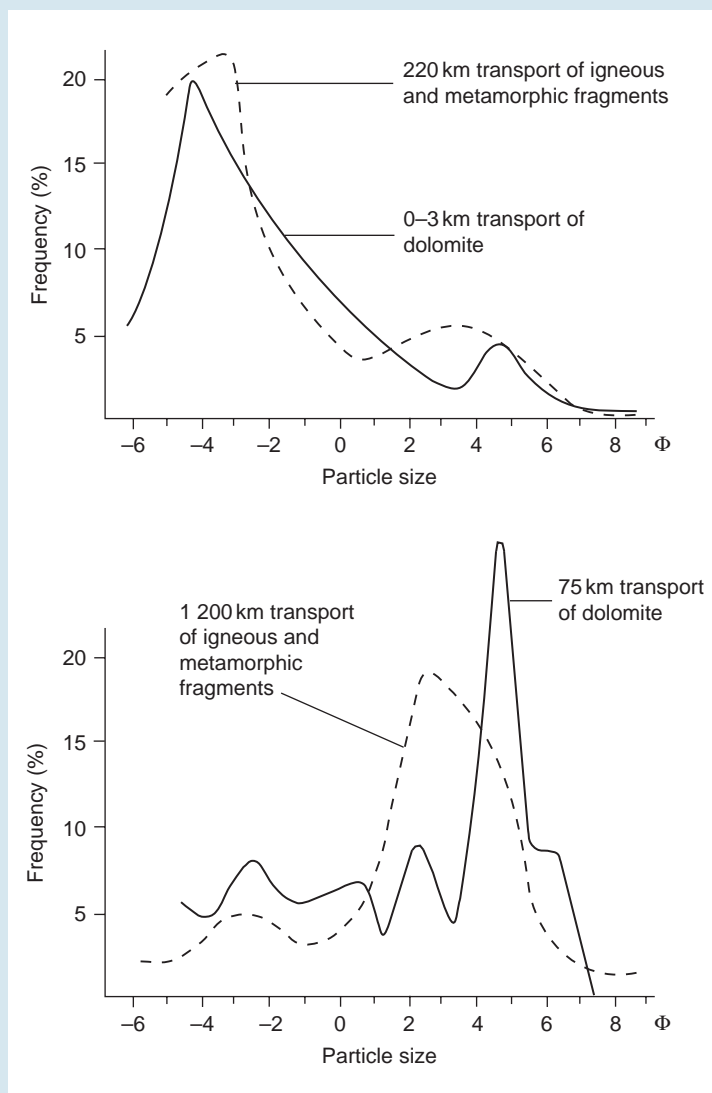 220 km transport of igneous
and metamorphic fragments
0–3 km transport of
dolomite
Frequency (%)
20
15
10
5
–6 –4 –2 0 2 4 6 8 Φ
Particle size
75 km transport
of dolomite
1 200 km transport
of igneous and
metamorphic
fragments
Frequency (%)
20
15
10
5
–6 –4 –2 0 2 4 6 8 Φ
Particle size